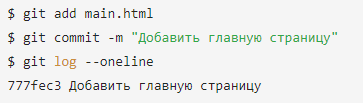 $ git add main.html
$ git commit -m "Добавить главную страницу"
$ git log --oneline
777fec3 Добавить главную страницу